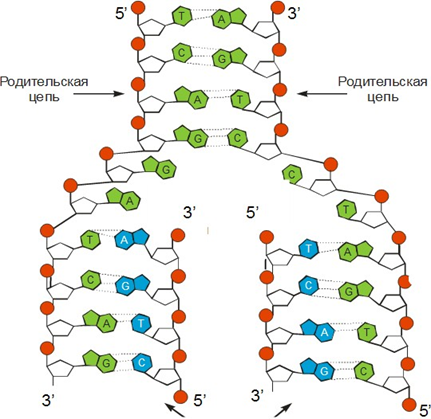 5’ 3’
T A
C G
Родительская цепь
Родительская цепь
A T
G C
G C
A T
3’ 5’
T A T A
C G C G
A T A T
G C G C
3’ 5’ 3’ 5’